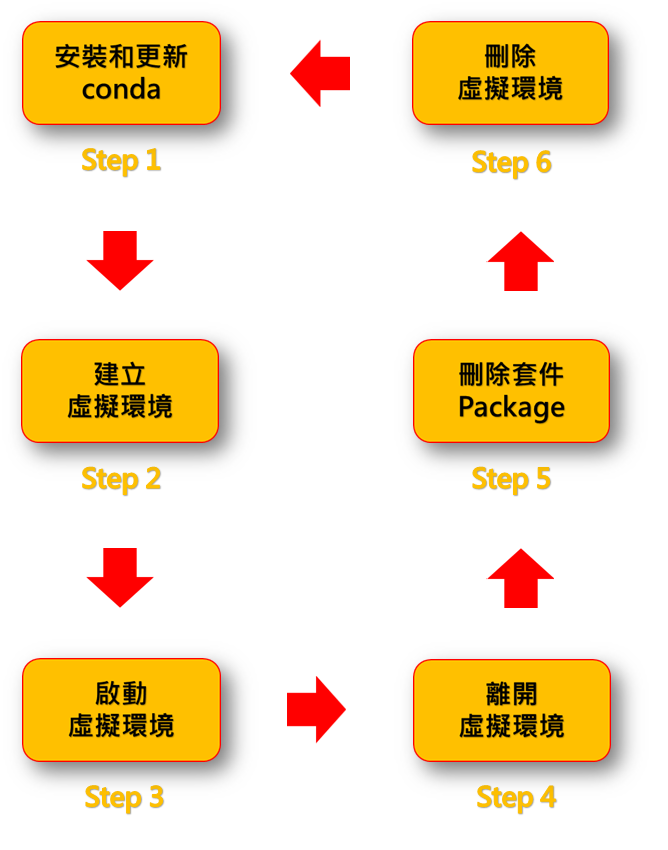 安裝和更新
conda
Step 1
建立
虛擬環境
Step 2
啟動
虛擬環境
Step 3
離開
虛擬環境
Step 4
刪除套件
Package
Step 5
刪除
虛擬環境
Step 6